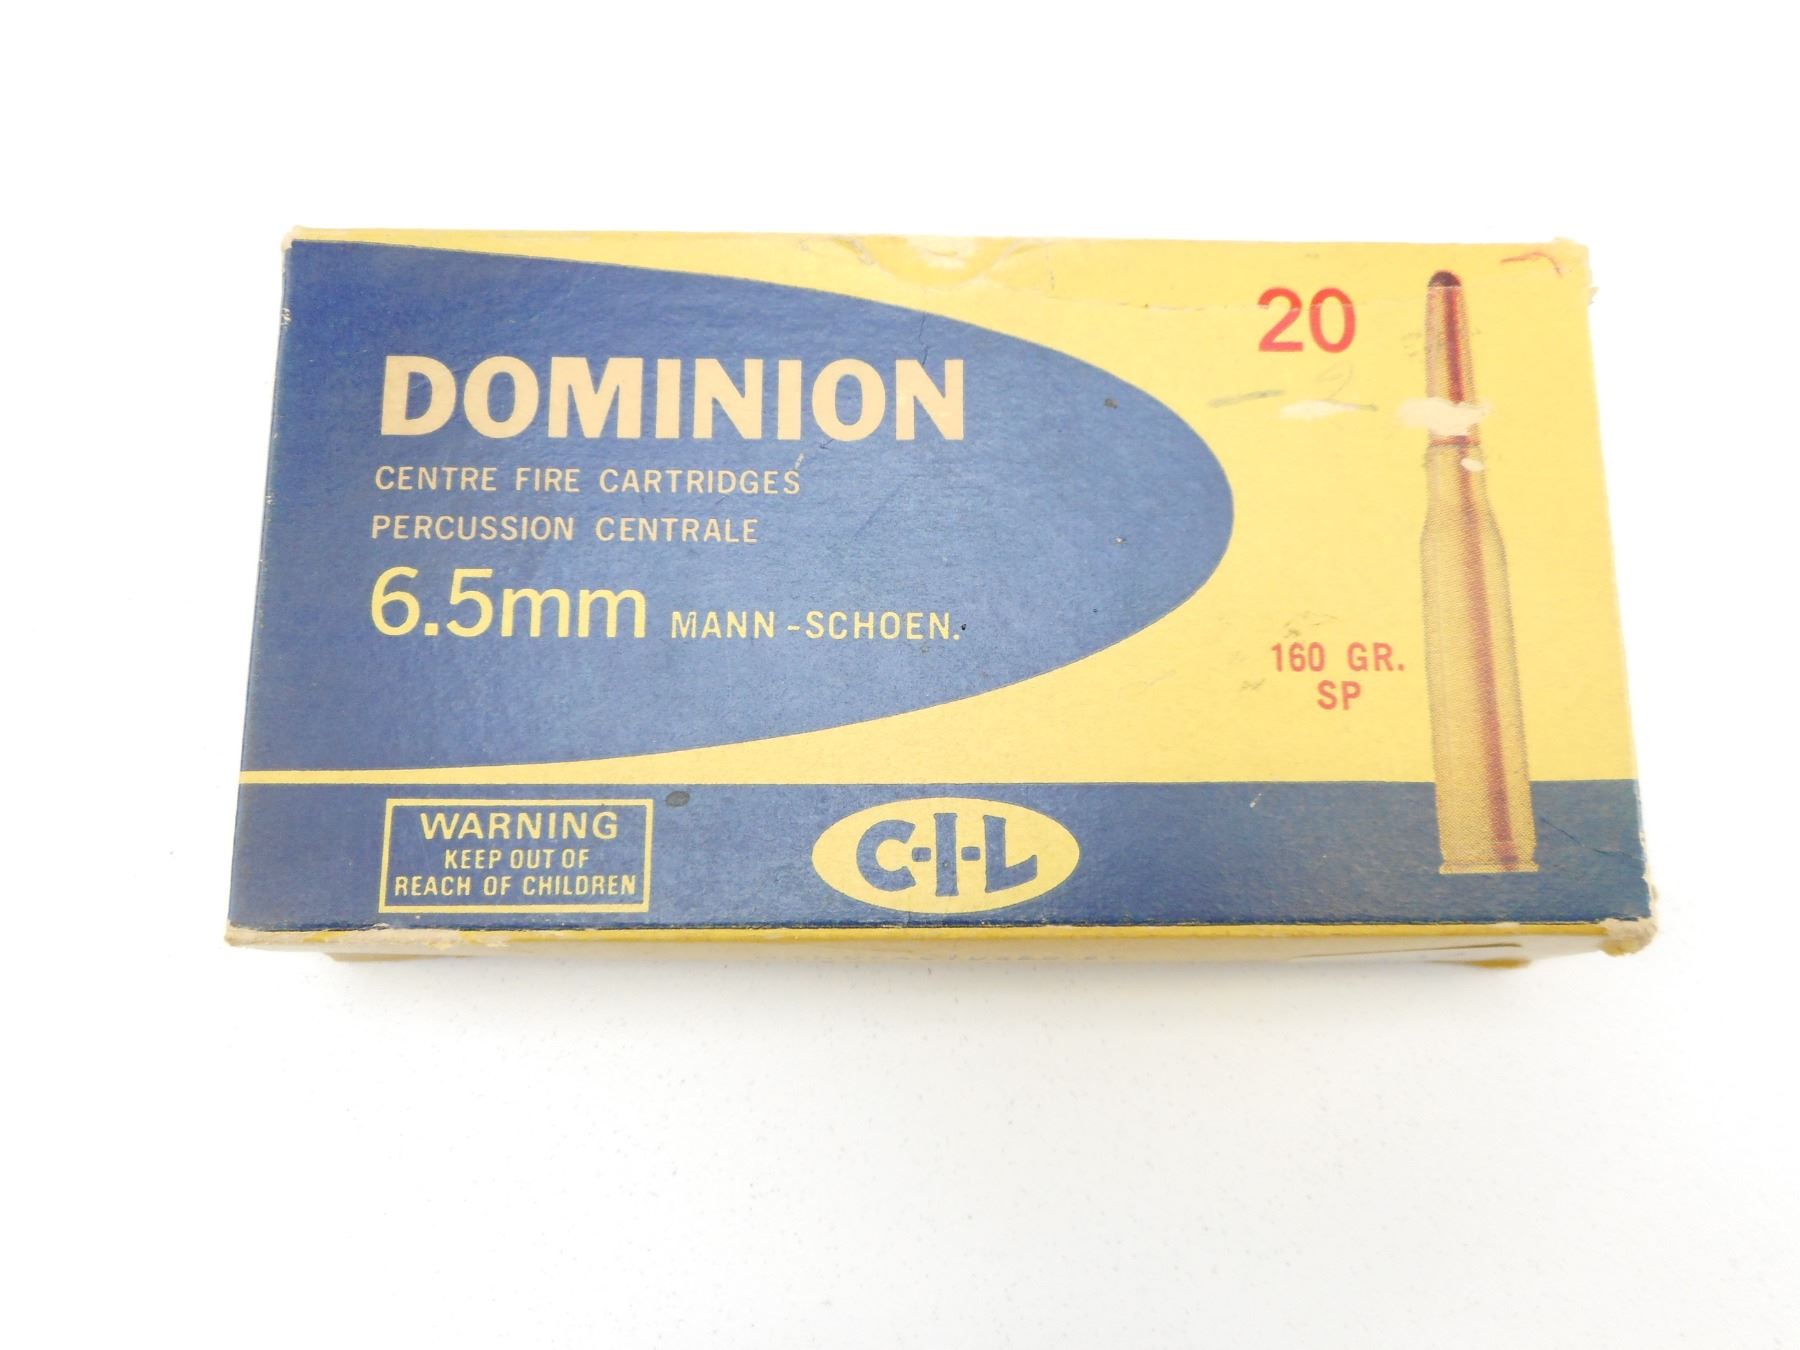 DOMINION
CENTRE FIRE CARTRIDGES
PERCUSSION CENTRALE
6.5mm MANN-SCHOEN.
20
160 GR.
SP
WARNING
KEEP OUT OF
REACH OF CHILDREN
C-I-L